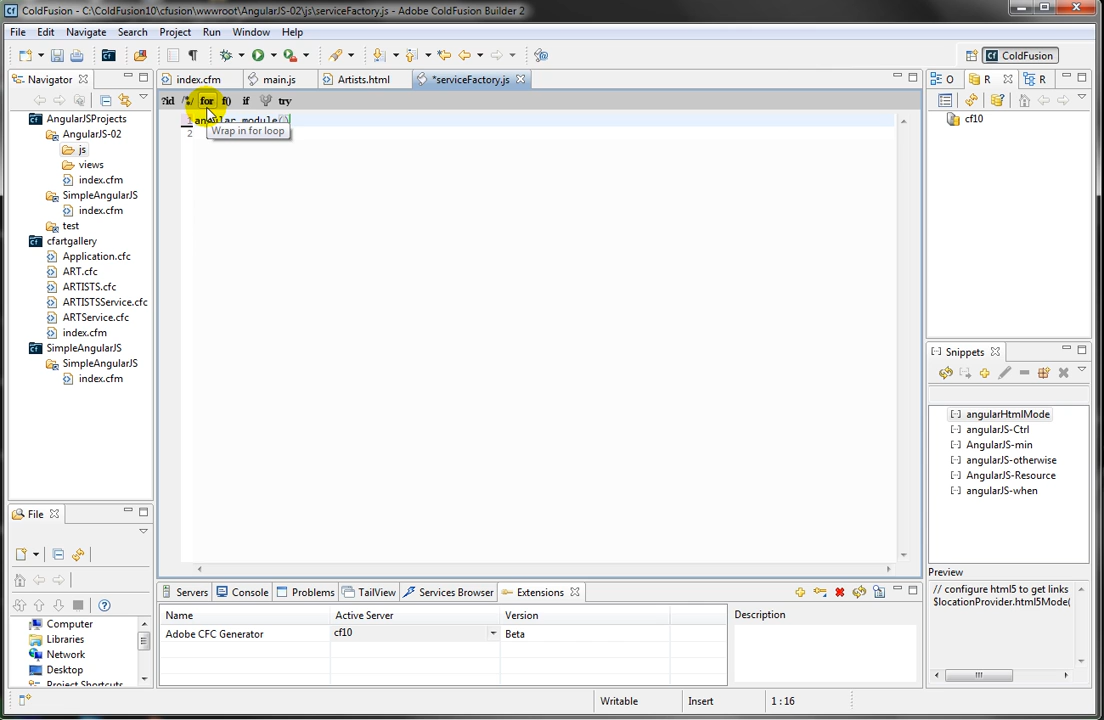 ColdFusion - C:\ColdFusion10\cfusion\wwwroot\AngularJS-02\js\serviceFactory.js - Adobe ColdFusion Builder 2
File Edit Navigate Search Project Run Window Help
ColdFusion
Navigator
index.cfm
main.js
Artists.html
*serviceFactory.js
O
R
R
?id /*/ for f() if try
Wrap in for loop
1
2
AngularJSProjects
AngularJS-02
js
views
index.cfm
SimpleAngularJS
index.cfm
test
cfartgallery
Application.cfc
ART.cfc
ARTISTS.cfc
ARTISTSService.cfc
ARTService.cfc
index.cfm
SimpleAngularJS
SimpleAngularJS
index.cfm
cf10
Snippets
angularHtmlMode
angularJS-Ctrl
AngularJS-min
angularJS-otherwise
AngularJS-Resource
angularJS-when
Preview
// configure html5 to get links
$locationProvider.html5Mode(
File
Computer
Libraries
Network
Desktop
Servers
Console
Problems
TailView
Services Browser
Extensions
Name Active Server Version
Adobe CFC Generator cf10 Beta
Description
Writable Insert 1:16